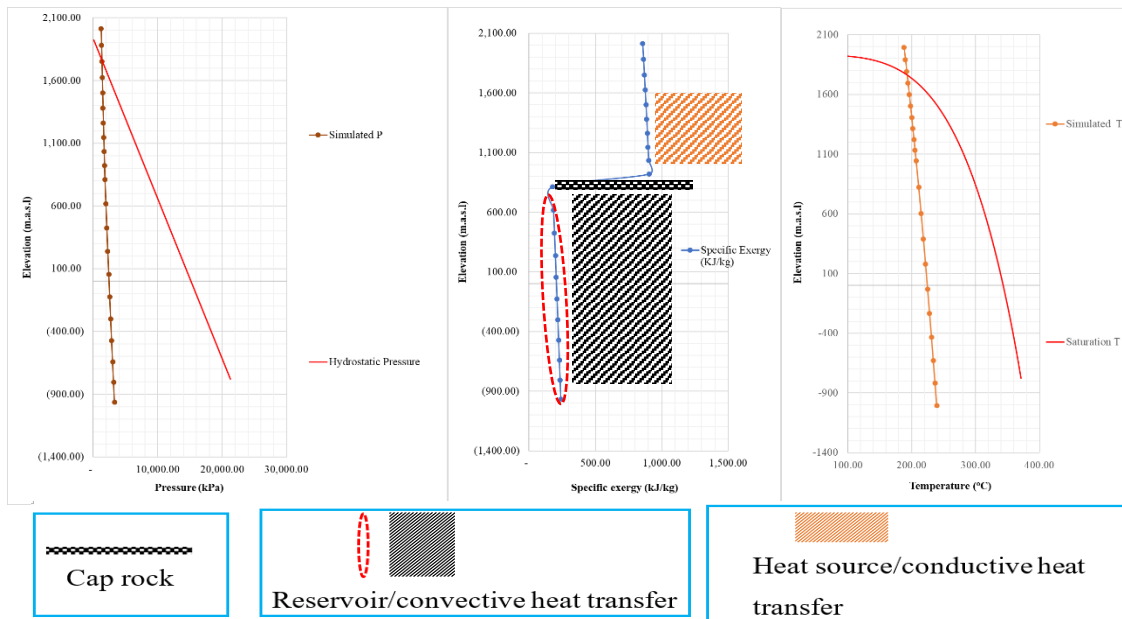 2,100.00
1,600.00
1,100.00
600.00
100.00
(400.00)
(900.00)
(1,400.00)
Elevation (m.a.s.l)
-
10,000.00
20,000.00
30,000.00
Pressure (kPa)
Simulated P
Hydrostatic Pressure
2,100.00
1,600.00
1,100.00
600.00
100.00
(400.00)
(900.00)
(1,400.00)
Elevation (m.a.s.l)
-
500.00
1,000.00
1,500.00
Specific exergy (kJ/kg)
Specific Exergy
(KJ/kg)
2100
1600
1100
600
100
-400
-900
-1400
Elevation (m.a.s.l)
100.00
200.00
300.00
400.00
Temperature (°C)
Simulated T
Saturation T
Cap rock
Reservoir/convective heat transfer
Heat source/conductive heat
transfer